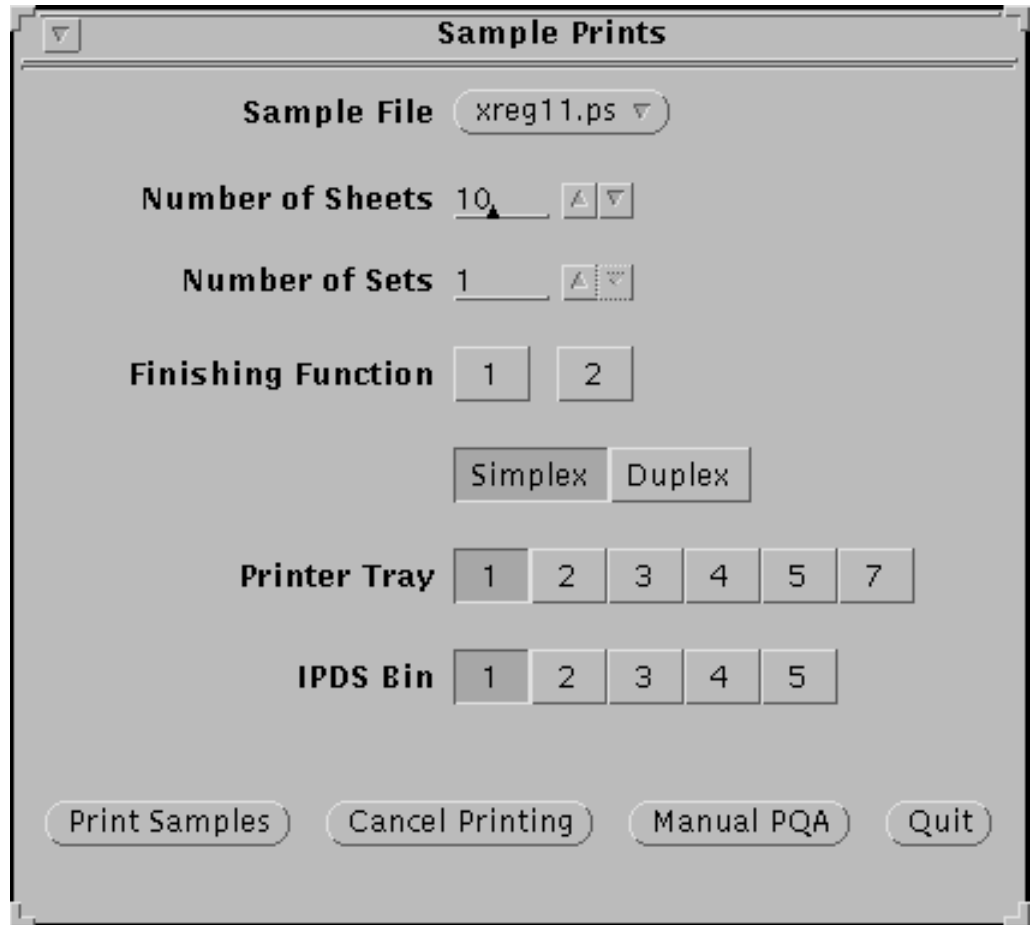 Sample Prints
Sample File xreg11.ps
Number of Sheets 10
Number of Sets 1
Finishing Function 1 2
Simplex Duplex
Printer Tray 1 2 3 4 5 7
IPDS Bin 1 2 3 4 5
Print Samples Cancel Printing Manual PQA Quit